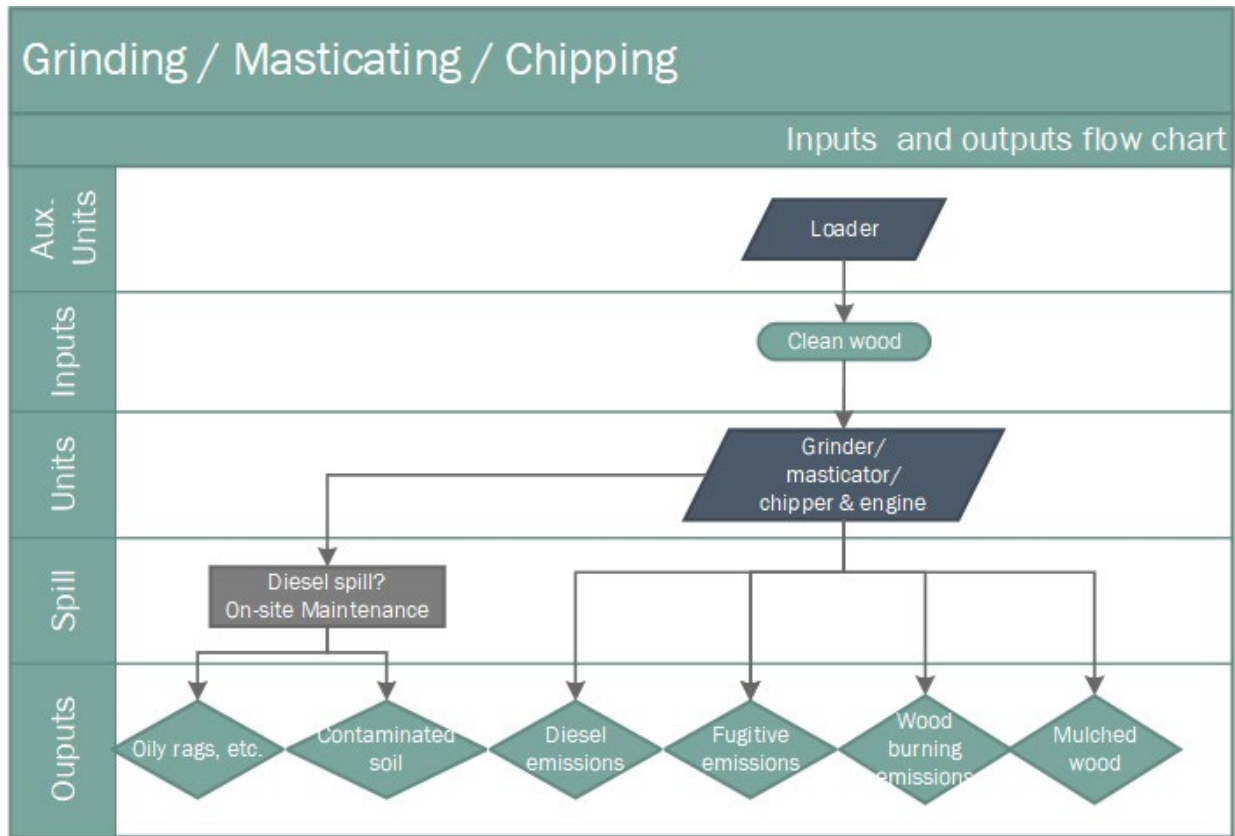 Grinding / Masticating / Chipping
Inputs and outputs flow chart
Aux.
Units
Loader
Inputs
Clean wood
Units
Grinder/
masticator/
chipper & engine
Spill
Diesel spill?
On-site Maintenance
Ouputs
Oily rags, etc.
Contaminated
soil
Diesel
emissions
Fugitive
emissions
Wood
burning
emissions
Mulched
wood